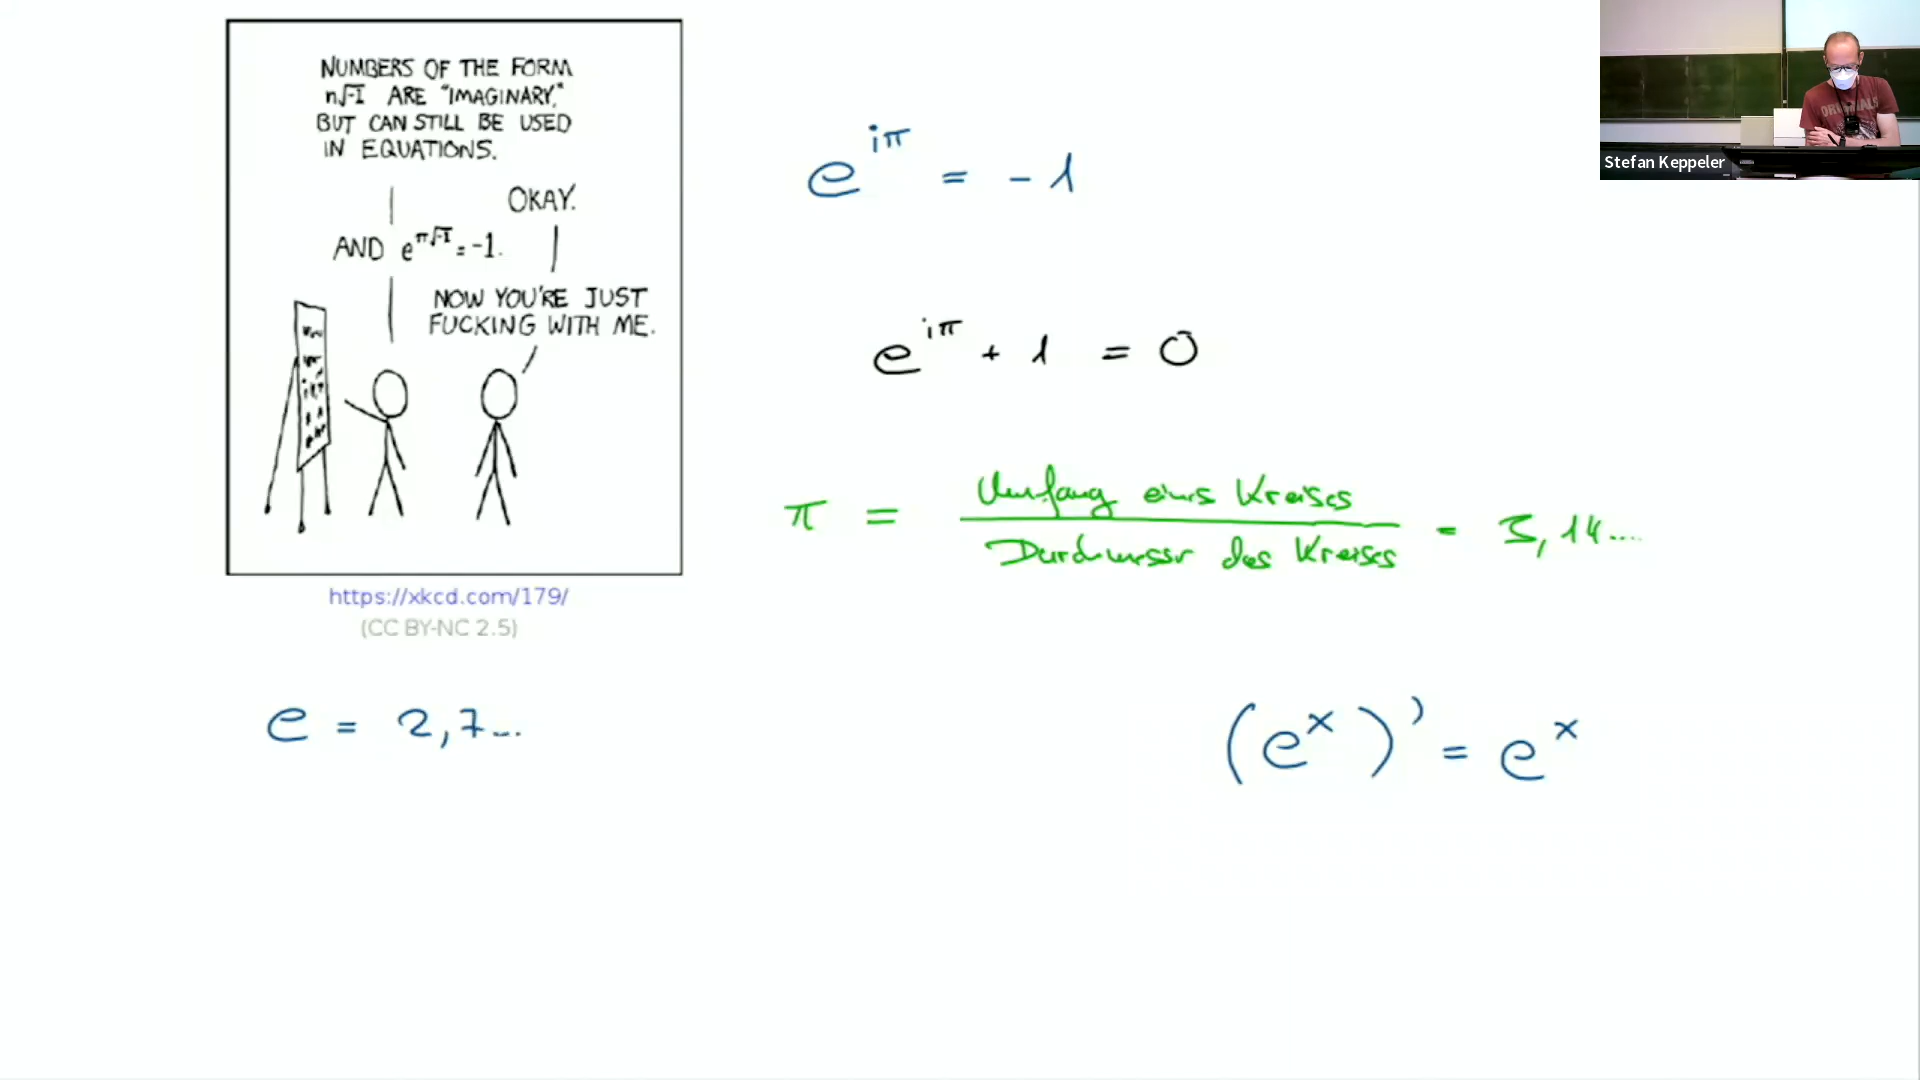 NUMBERS OF THE FORM
n√-1 ARE "IMAGINARY,"
BUT CAN STILL BE USED
IN EQUATIONS.
OKAY.
AND e^π√-1 = -1.
NOW YOU'RE JUST
FUCKING WITH ME.
https://xkcd.com/179/
(CC BY-NC 2.5)
e^iπ = -1
e^iπ + 1 = 0
π = Umfang eines Kreises / Durchmesser des Kreises = 3,14...
e = 2,7...
(e^x)' = e^x
ORIGINALS
Stefan Keppeler